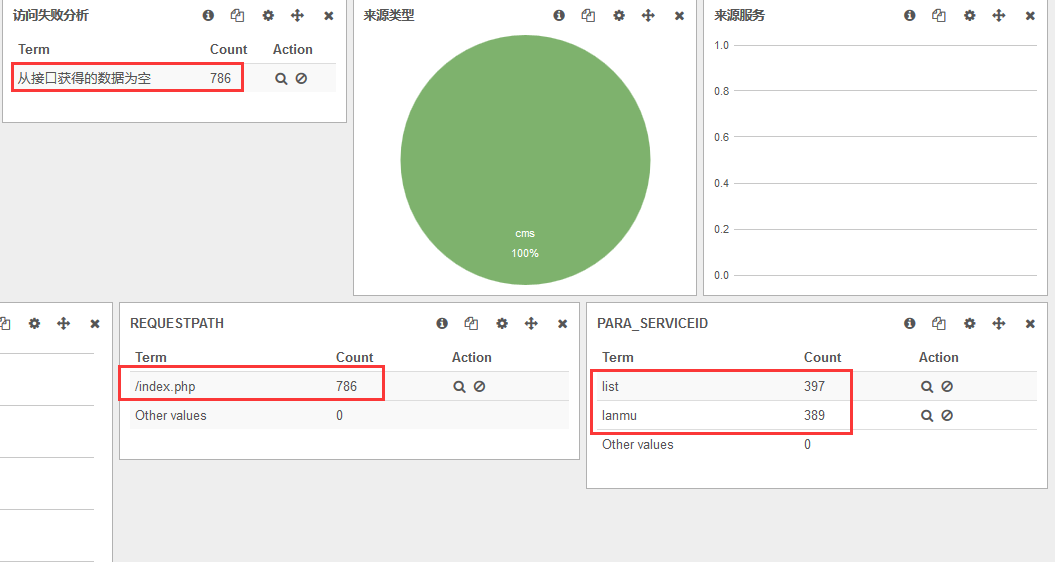 访问失败分析
Term Count Action
从接口获得的数据为空 786
来源类型
cms
100%
来源服务
1.0
0.8
0.6
0.4
0.2
0.0
REQUESTPATH
Term Count Action
/index.php 786
Other values 0
PARA_SERVICEID
Term Count Action
list 397
lanmu 389
Other values 0